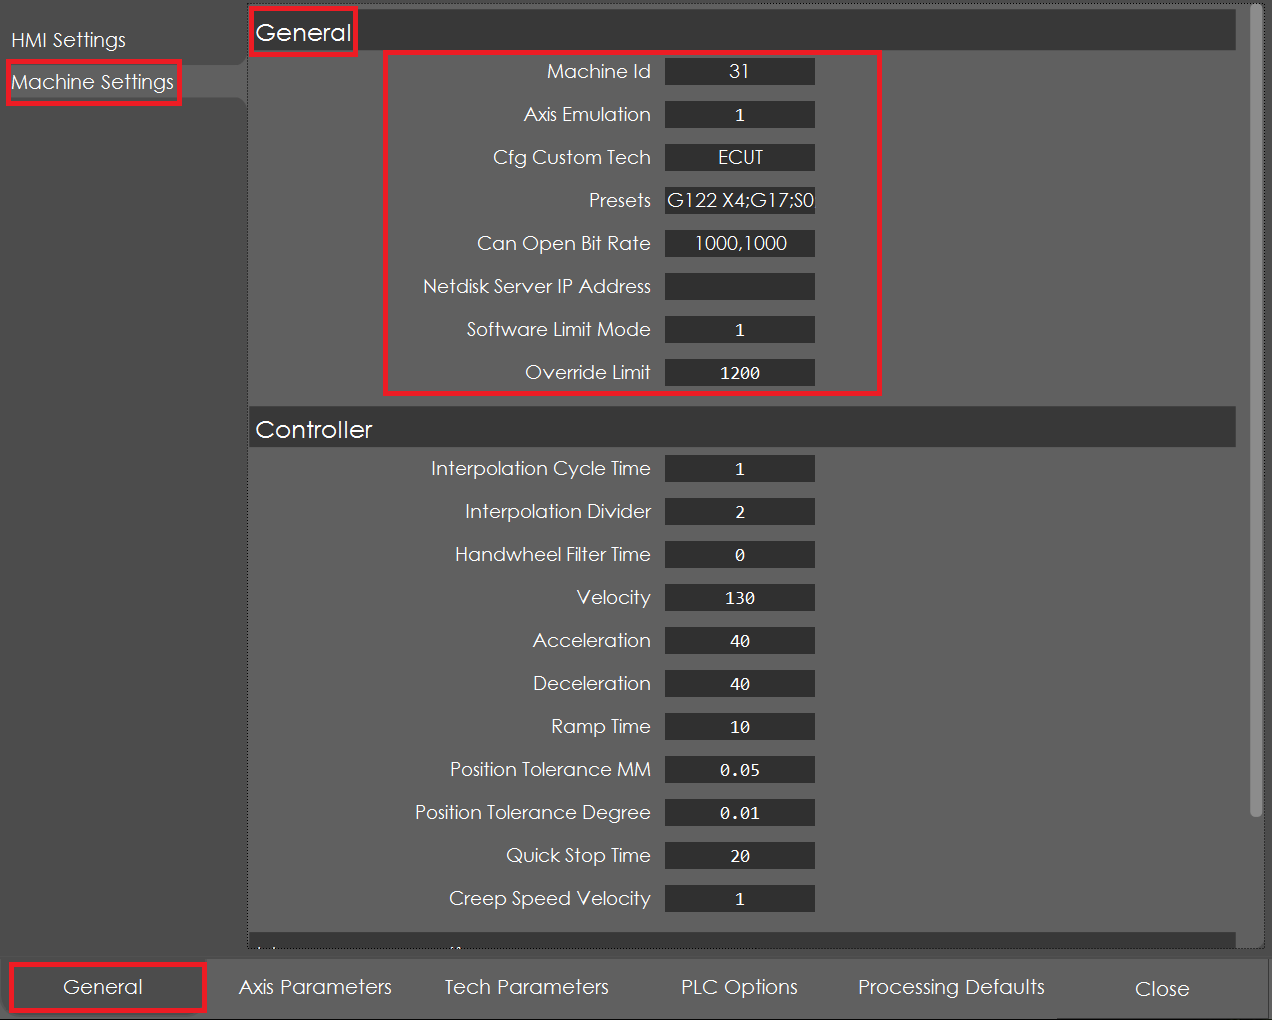 HMI Settings
Machine Settings
General
Machine Id 31
Axis Emulation 1
Cfg Custom Tech ECUT
Presets G122 X4;G17;S0
Can Open Bit Rate 1000,1000
Netdisk Server IP Address
Software Limit Mode 1
Override Limit 1200
Controller
Interpolation Cycle Time 1
Interpolation Divider 2
Handwheel Filter Time 0
Velocity 130
Acceleration 40
Deceleration 40
Ramp Time 10
Position Tolerance MM 0.05
Position Tolerance Degree 0.01
Quick Stop Time 20
Creep Speed Velocity 1
General Axis Parameters Tech Parameters PLC Options Processing Defaults Close